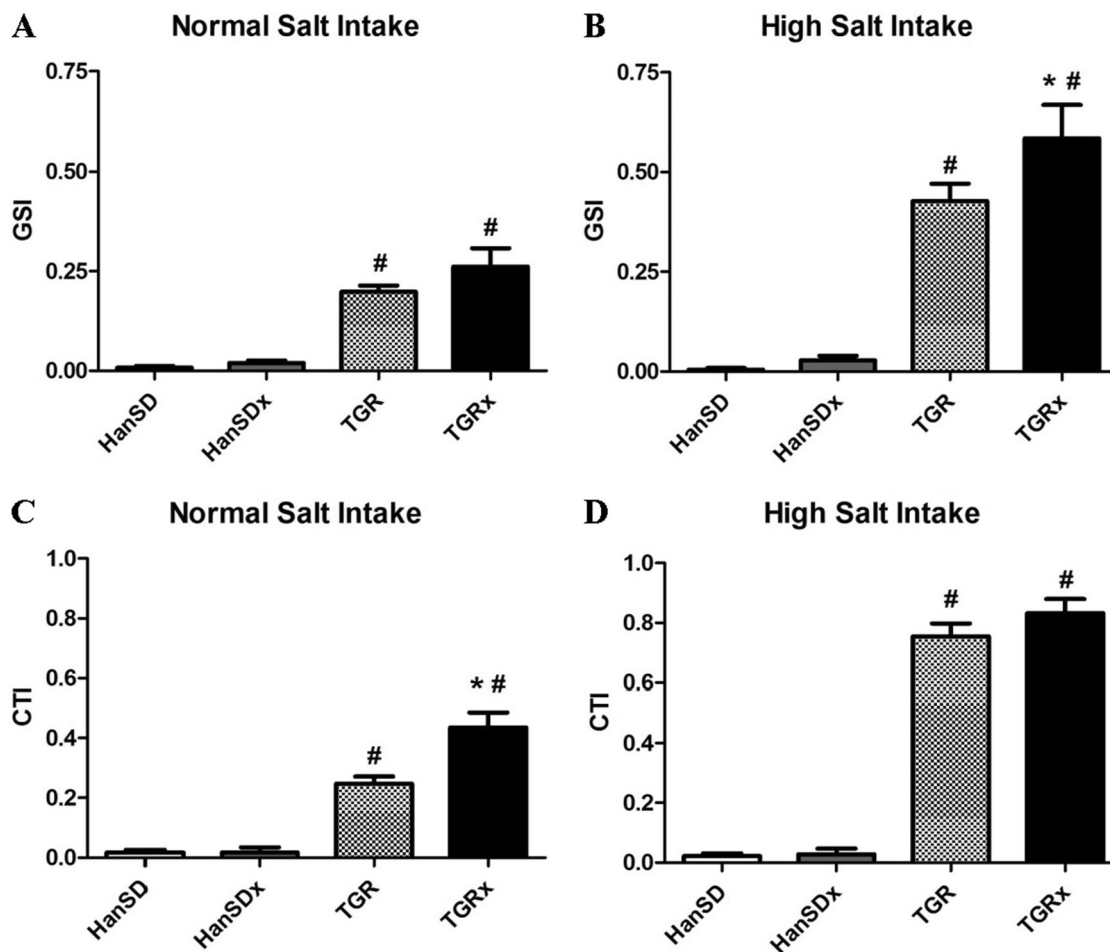 A
Normal Salt Intake
GSI
0.75
0.50
0.25
0.00
#
#
HanSD
HanSDx
TGR
TGRx
B
High Salt Intake
GSI
0.75
0.50
0.25
0.00
#
* #
HanSD
HanSDx
TGR
TGRx
C
Normal Salt Intake
CTI
1.0
0.8
0.6
0.4
0.2
0.0
#
* #
HanSD
HanSDx
TGR
TGRx
D
High Salt Intake
CTI
1.0
0.8
0.6
0.4
0.2
0.0
#
#
HanSD
HanSDx
TGR
TGRx